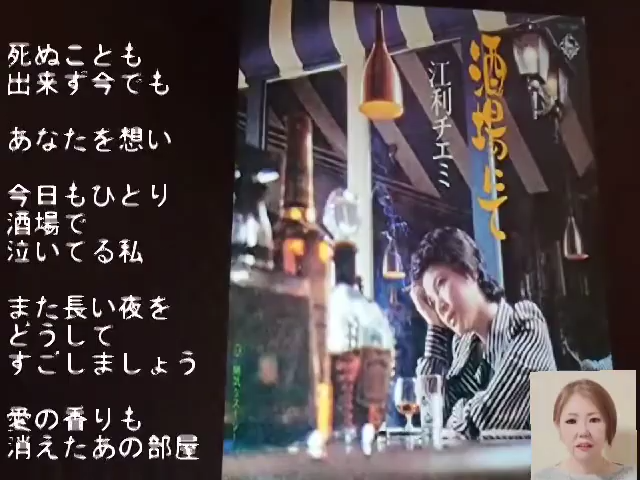 死ぬことも
出来ず今でも
あなたを想い
今日もひとり
酒場で
泣いてる私
また長い夜を
どうして
すごしましょう
愛の香りも
消えたあの部屋
酒場にて
江利チエミ